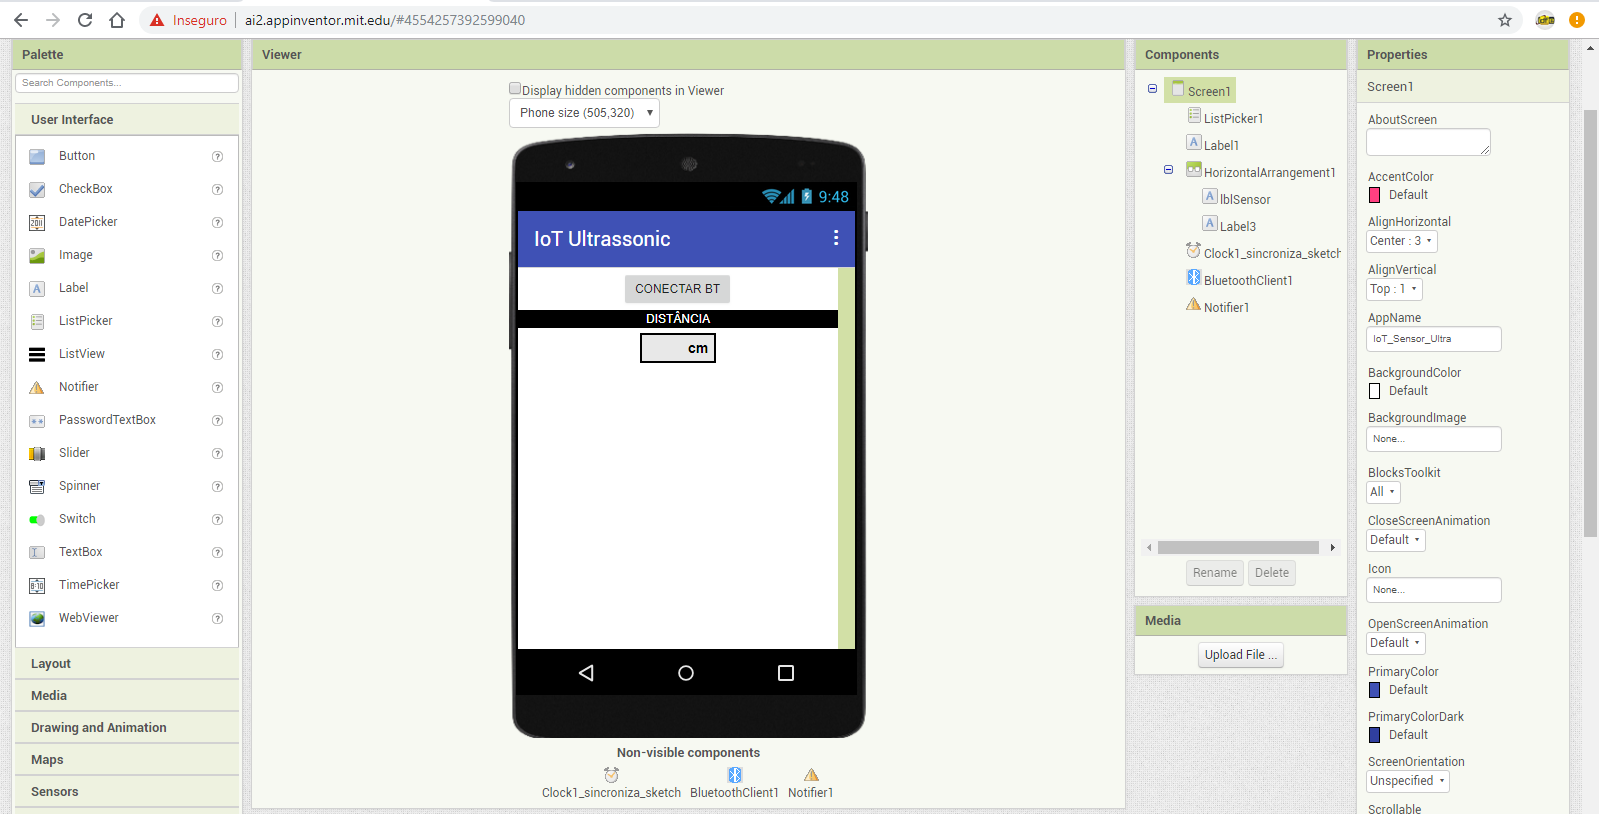 Inseguro
ai2.appinventor.mit.edu/#4554257392599040
Palette
Search Components...
User Interface
Button
CheckBox
DatePicker
Image
Label
ListPicker
ListView
Notifier
PasswordTextBox
Slider
Spinner
Switch
TextBox
TimePicker
WebViewer
Layout
Media
Drawing and Animation
Maps
Sensors
Viewer
Display hidden components in Viewer
Phone size (505,320)
9:48
IoT Ultrassonic
CONECTAR BT
DISTÂNCIA
cm
Non-visible components
Clock1_sincroniza_sketch
BluetoothClient1
Notifier1
Components
Screen1
ListPicker1
Label1
HorizontalArrangement1
lblSensor
Label3
Clock1_sincroniza_sketch
BluetoothClient1
Notifier1
Rename
Delete
Media
Upload File ...
Properties
Screen1
AboutScreen
AccentColor
Default
AlignHorizontal
Center : 3
AlignVertical
Top : 1
AppName
IoT_Sensor_Ultra
BackgroundColor
Default
BackgroundImage
None...
BlocksToolkit
All
CloseScreenAnimation
Default
Icon
None...
OpenScreenAnimation
Default
PrimaryColor
Default
PrimaryColorDark
Default
ScreenOrientation
Unspecified
Scrollable